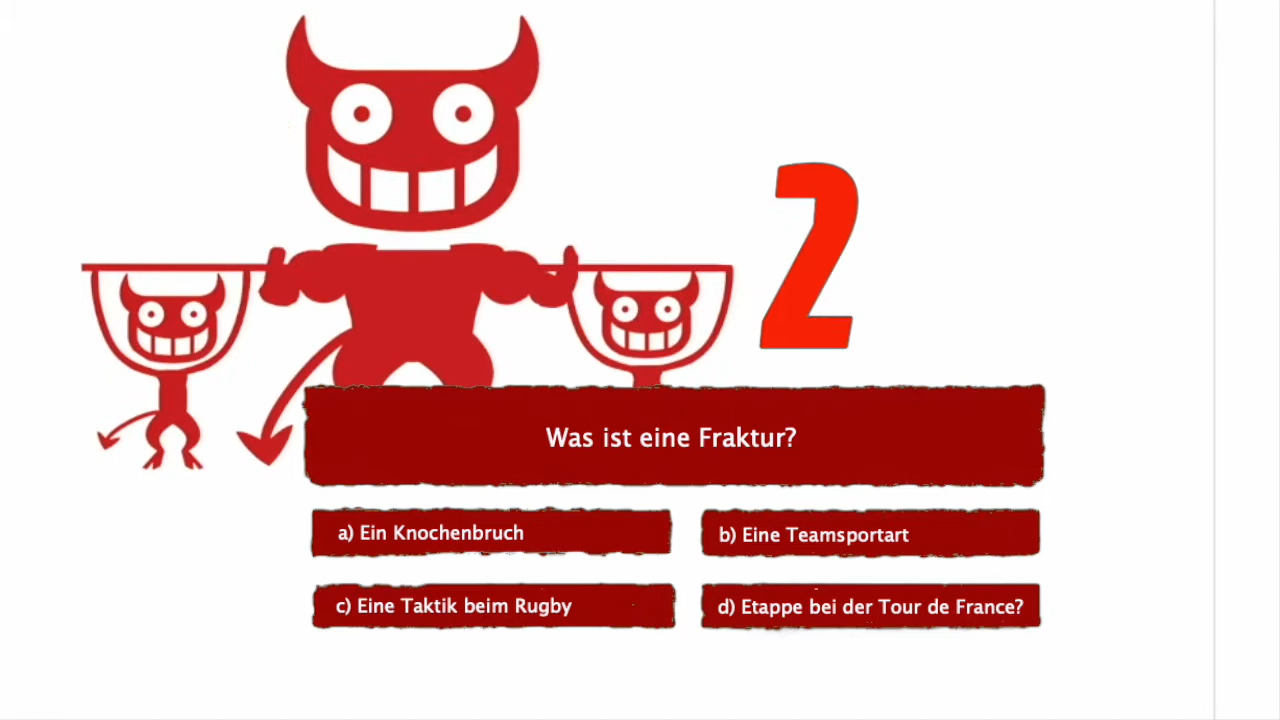 2
Was ist eine Fraktur?
a) Ein Knochenbruch
b) Eine Teamsportart
c) Eine Taktik beim Rugby
d) Etappe bei der Tour de France?